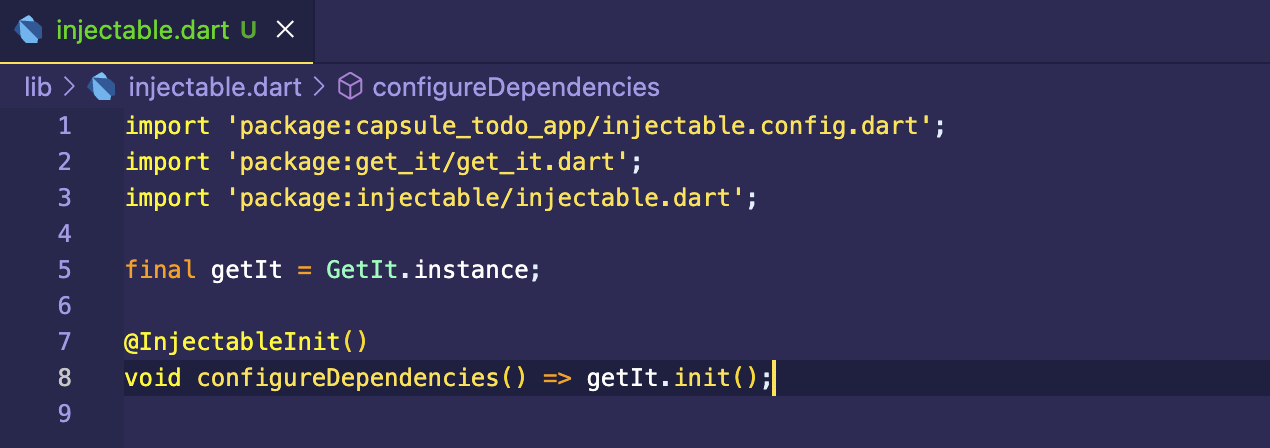 injectable.dart U
lib > injectable.dart > configureDependencies
1 import 'package:capsule_todo_app/injectable.config.dart';
2 import 'package:get_it/get_it.dart';
3 import 'package:injectable/injectable.dart';
4
5 final getIt = GetIt.instance;
6
7 @InjectableInit()
8 void configureDependencies() => getIt.init();
9